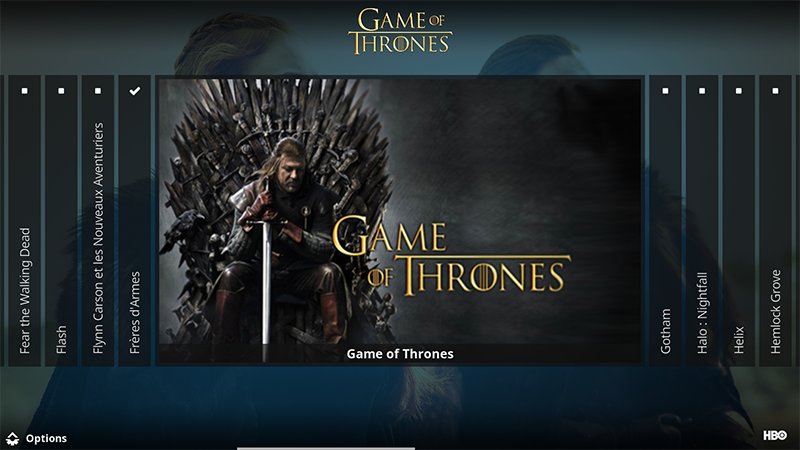 GAME OF
THRONES
Fear the Walking Dead
Flash
Flynn Carson et les Nouveaux Aventuriers
Frères d'Armes
GAME
OF THRONES
Game of Thrones
Gotham
Halo : Nightfall
Helix
Hemlock Grove
Options
HBO